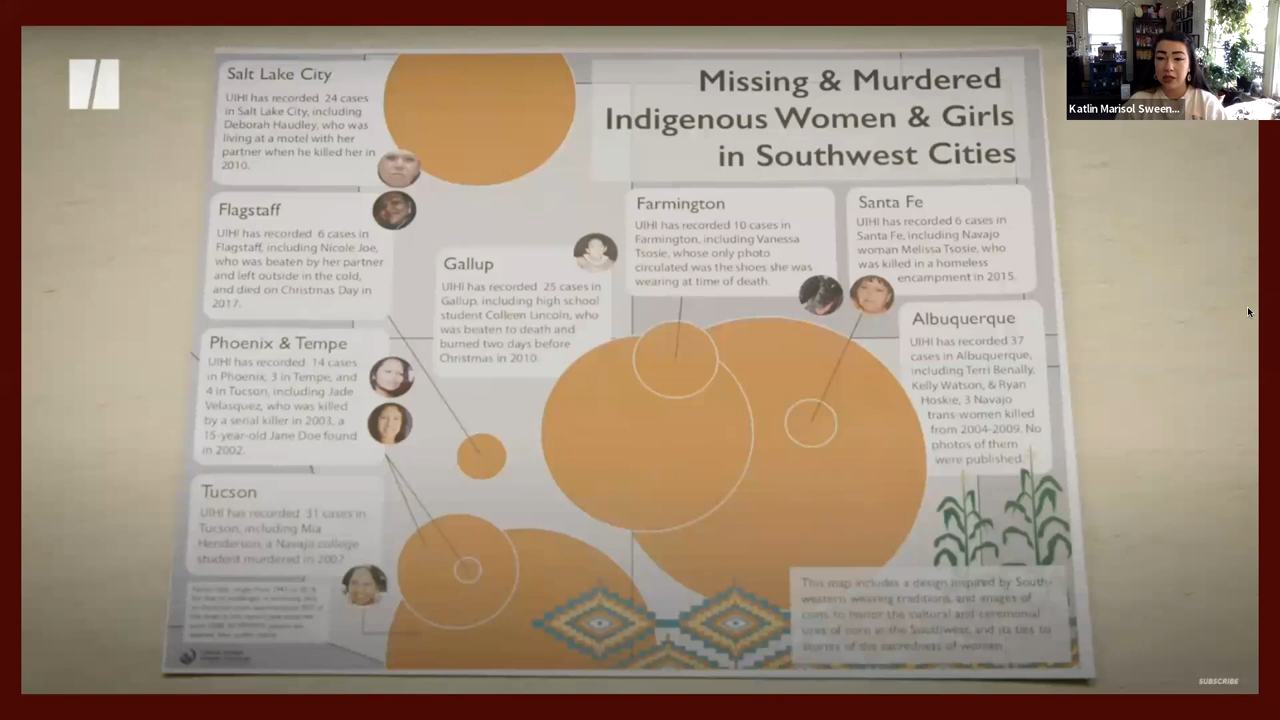 Missing & Murdered
Indigenous Women & Girls
in Southwest Cities
Salt Lake City
UIHI has recorded 24 cases
in Salt Lake City, including
Deborah Haudley, who was
living at a motel with her
partner when he killed her in
2010.
Flagstaff
UIHI has recorded 6 cases in
Flagstaff, including Nicole Joe,
who was beaten by her partner
and left outside in the cold,
and died on Christmas Day in
2017.
Phoenix & Tempe
UIHI has recorded 14 cases
in Phoenix, 3 in Tempe, and
4 in Tucson, including Jade
Velasquez, who was killed
by a serial killer in 2003, a
15-year-old Jane Doe found
in 2002.
Tucson
UIHI has recorded 31 cases in
Tucson, including Mia
Henderson, a Navajo college
student murdered in 2007
Gallup
UIHI has recorded 25 cases in
Gallup, including high school
student Colleen Lincoln, who
was beaten to death and
burned two days before
Christmas in 2010.
Farmington
UIHI has recorded 10 cases in
Farmington, including Vanessa
Tsosie, whose only photo
circulated was the shoes she was
wearing at time of death.
Santa Fe
UIHI has recorded 6 cases in
Santa Fe, including Navajo
woman Melissa Tsosie, who
was killed in a homeless
encampment in 2015.
Albuquerque
UIHI has recorded 37
cases in Albuquerque,
including Terri Benally,
Kelly Watson, & Ryan
Hoskie, 3 Navajo
trans-women killed
from 2004-2009. No
photos of them
were published.
This map includes a design inspired by South-
western weaving traditions, and images of
corn, to honor the cultural and ceremonial
uses of corn in the Southwest, and its ties to
stories of the sacredness of women.
SUBSCRIBE
Katlin Marisol Sween...